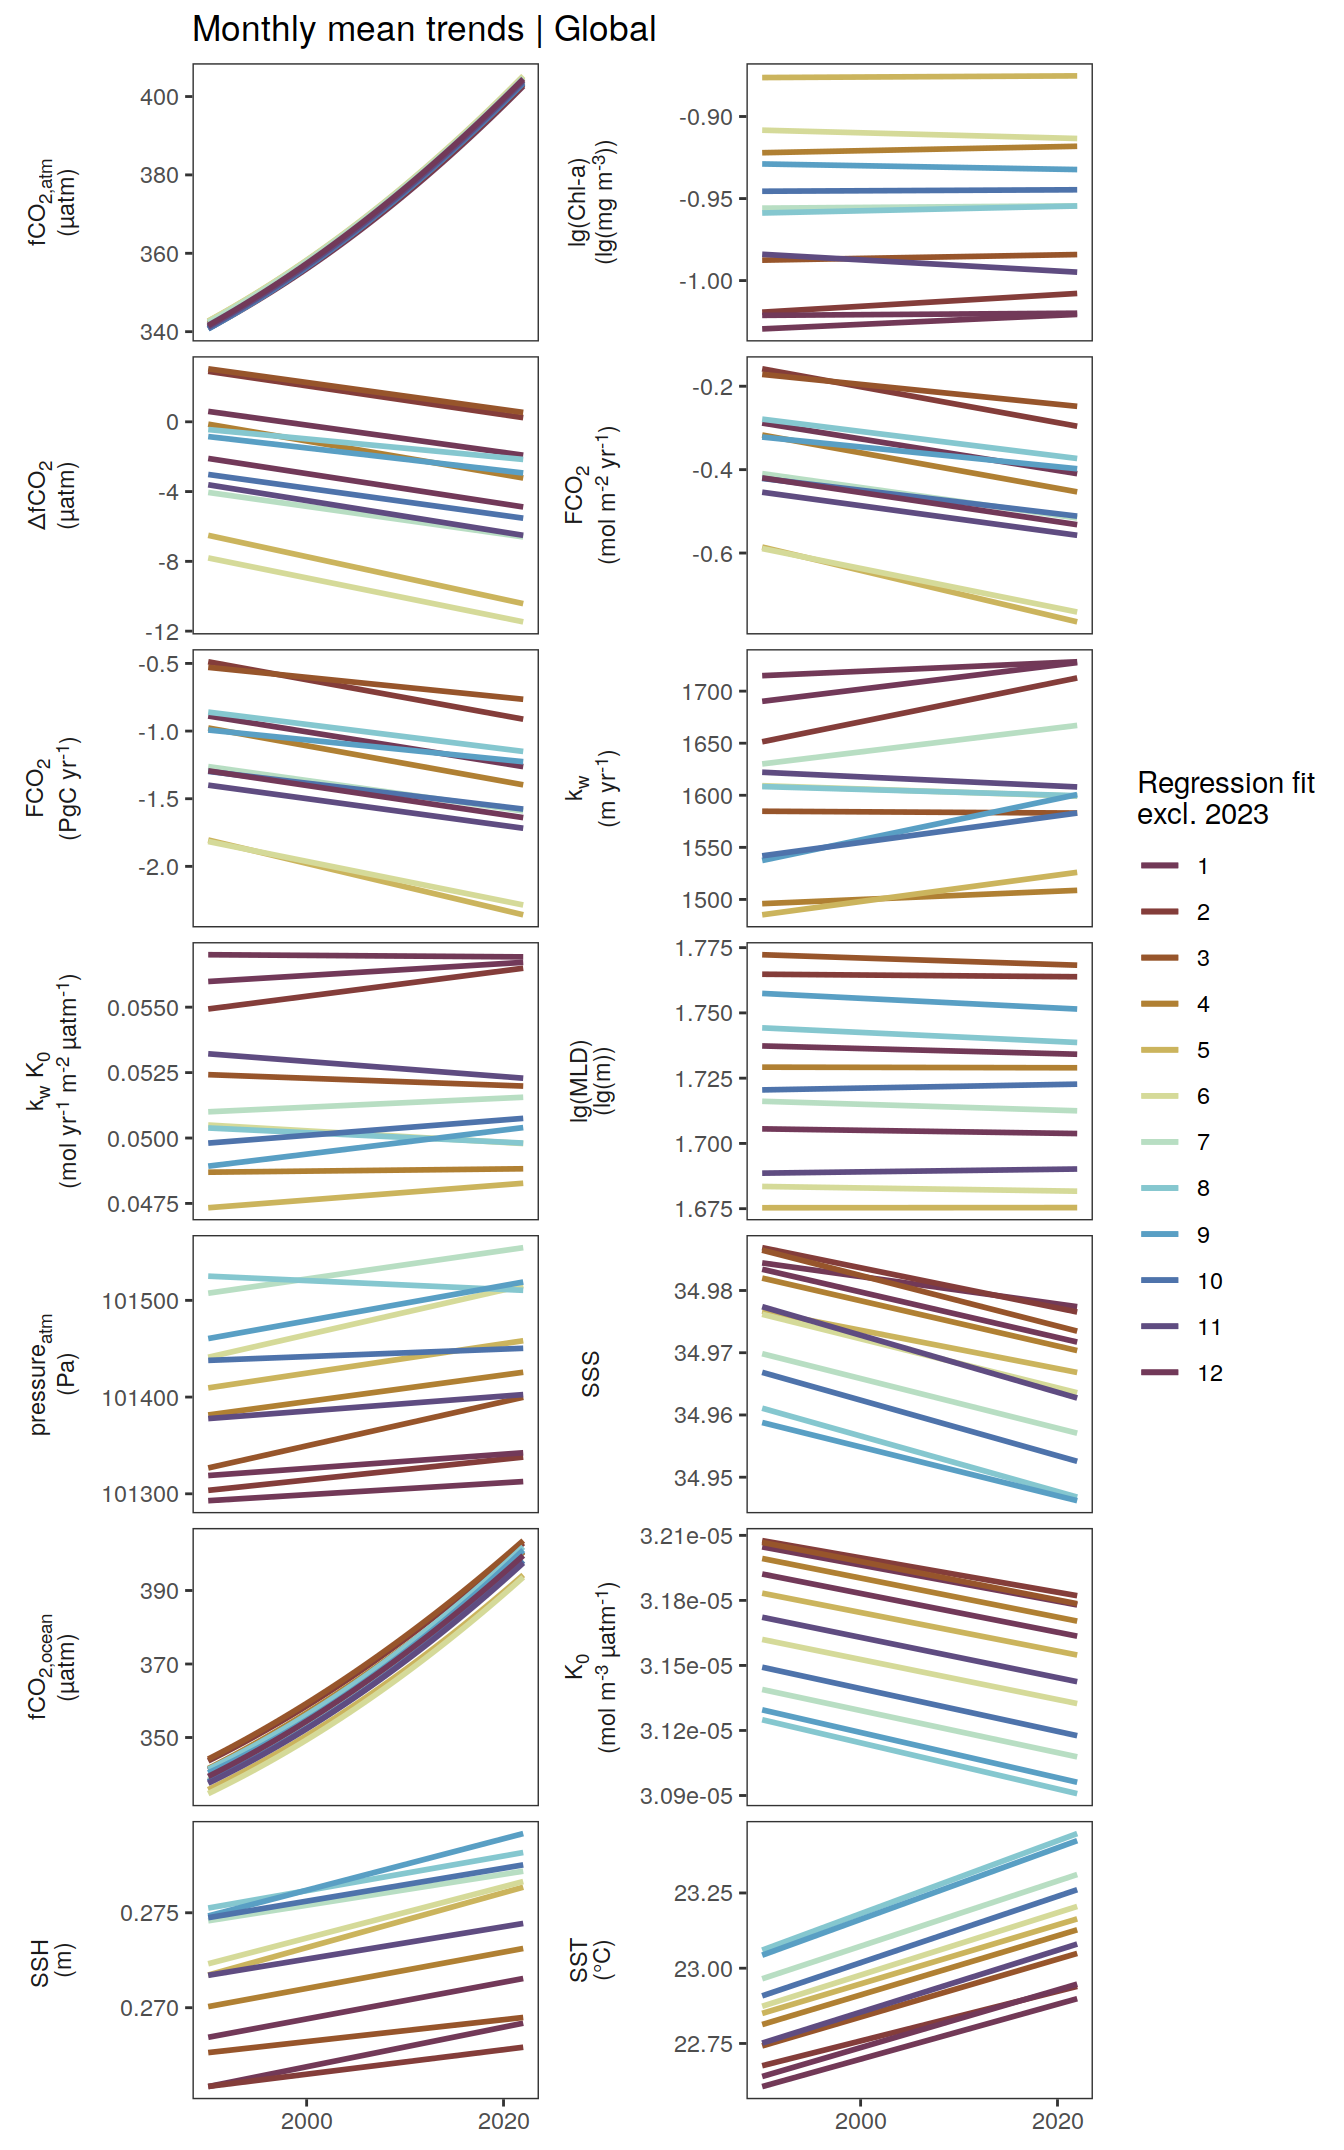 Monthly mean trends | Global
fCO2,atm
(µatm)
400
380
360
340
lg(Chl-a)
(lg(mg m-3))
-0.90
-0.95
-1.00
ΔfCO2
(µatm)
0
-4
-8
-12
FCO2
(mol m-2 yr-1)
-0.2
-0.4
-0.6
FCO2
(PgC yr-1)
-0.5
-1.0
-1.5
-2.0
kw
(m yr-1)
1700
1650
1600
1550
1500
kw K0
(mol yr-1 m-2 µatm-1)
0.0550
0.0525
0.0500
0.0475
lg(MLD)
(lg(m))
1.775
1.750
1.725
1.700
1.675
pressureatm
(Pa)
101500
101400
101300
SSS
34.98
34.97
34.96
34.95
fCO2,ocean
(µatm)
390
370
350
K0
(mol m-3 µatm-1)
3.21e-05
3.18e-05
3.15e-05
3.12e-05
3.09e-05
SSH
(m)
0.275
0.270
2000 2020
SST
(°C)
23.25
23.00
22.75
2000 2020
Regression fit
excl. 2023
1
2
3
4
5
6
7
8
9
10
11
12